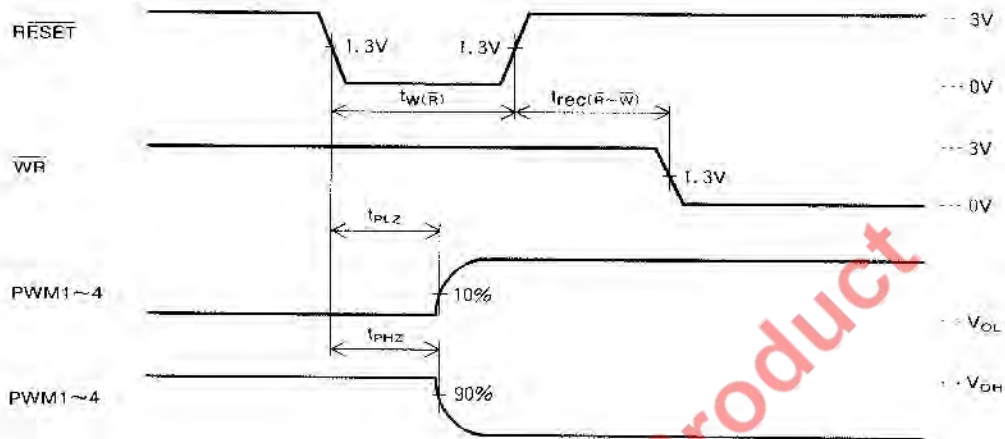 RESET
1.3V
1.3V
3V
0V
tW(R)
trec(R-W)
WR
3V
1.3V
0V
tPLZ
PWM1~4
10%
VOL
tPHZ
VOH
PWM1~4
90%
roduct